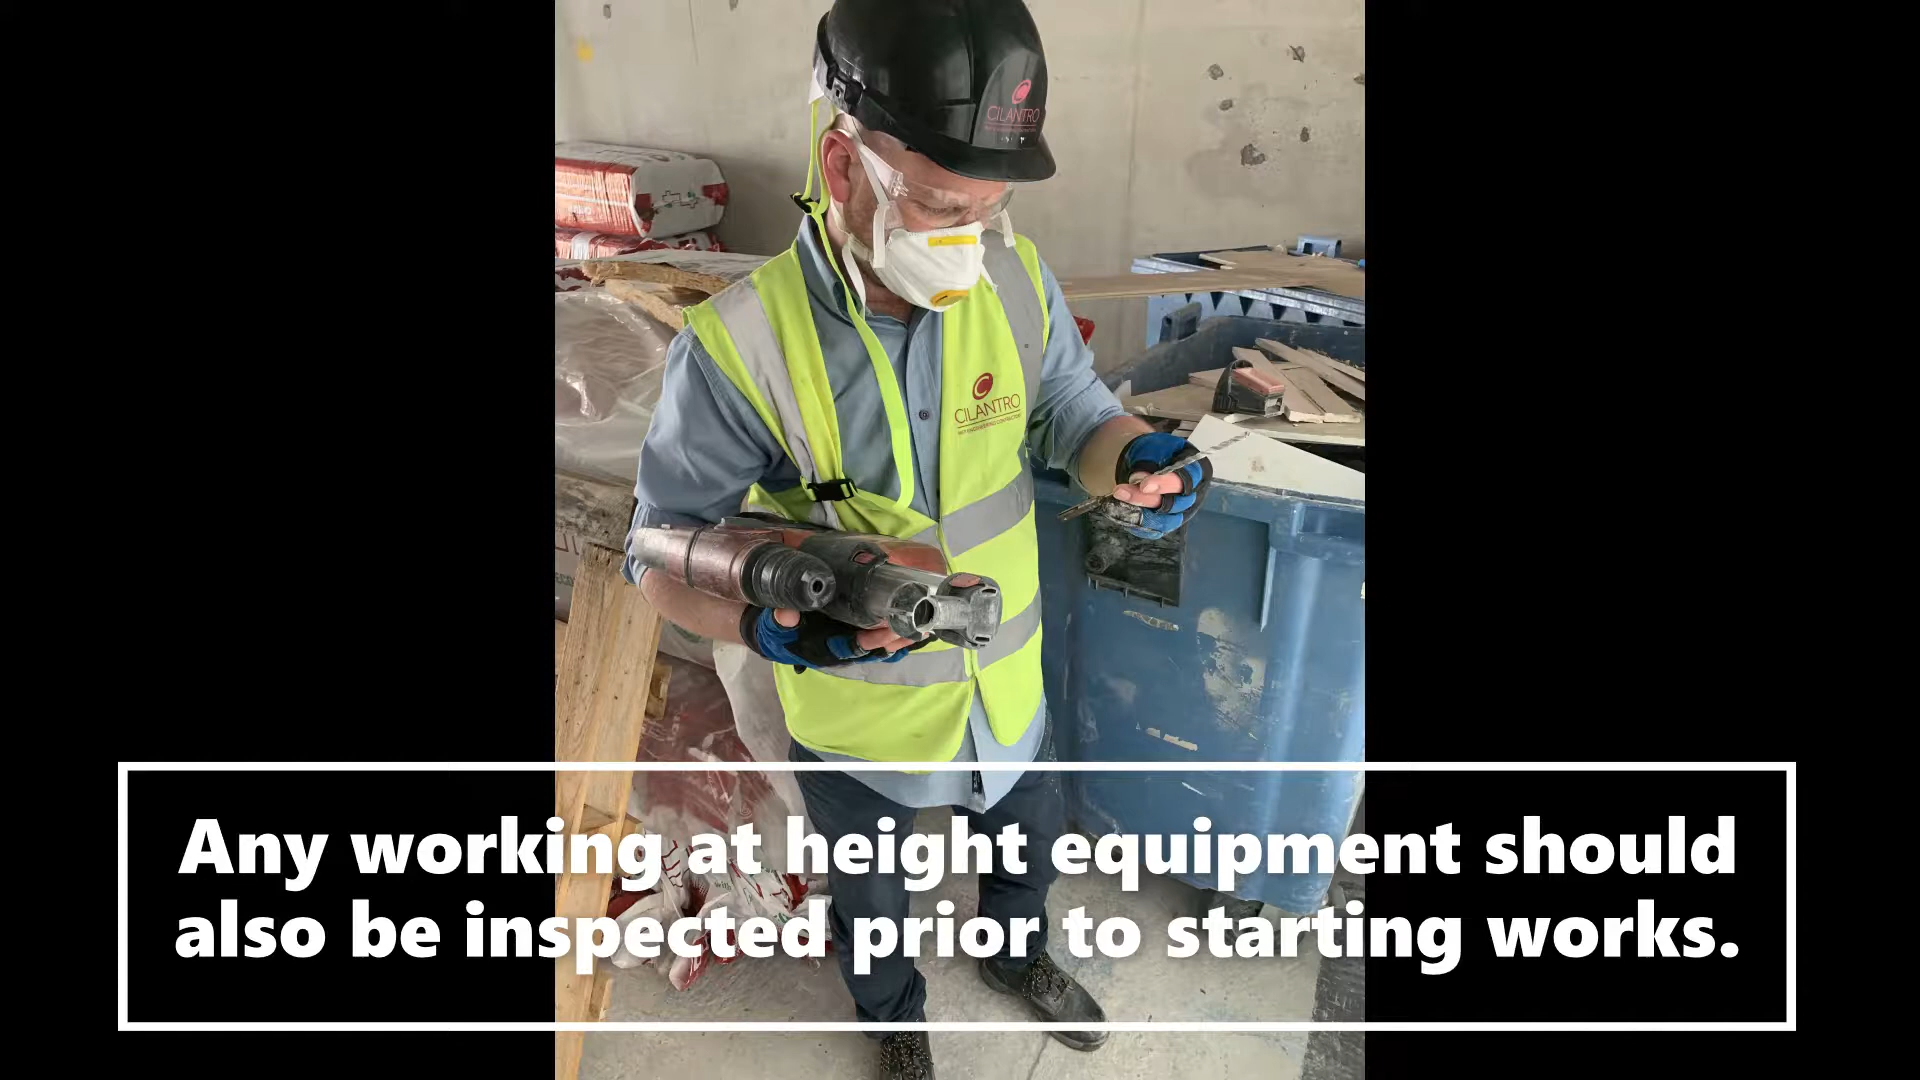 CILANTRO
CILANTRO
Any working at height equipment should
also be inspected prior to starting works.